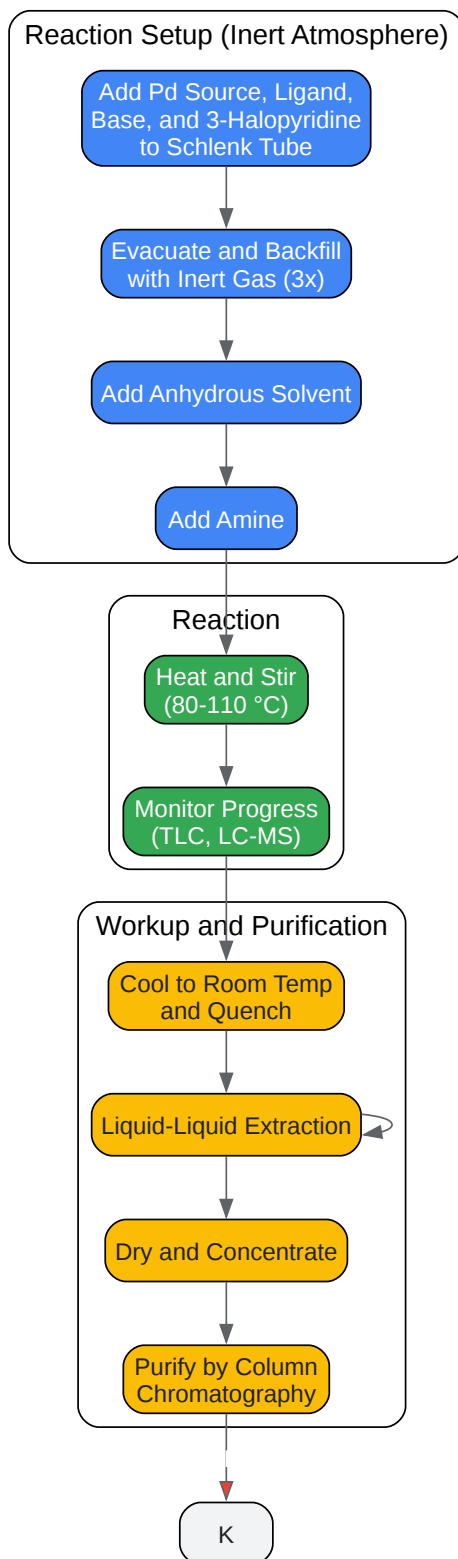 Reaction Setup (Inert Atmosphere)
Add Pd Source, Ligand,
Base, and 3-Halopyridine
to Schlenk Tube
Evacuate and Backfill
with Inert Gas (3x)
Add Anhydrous Solvent
Add Amine
Reaction
Heat and Stir
(80-110 °C)
Monitor Progress
(TLC, LC-MS)
Workup and Purification
Cool to Room Temp
and Quench
Liquid-Liquid Extraction
Dry and Concentrate
Purify by Column
Chromatography
K